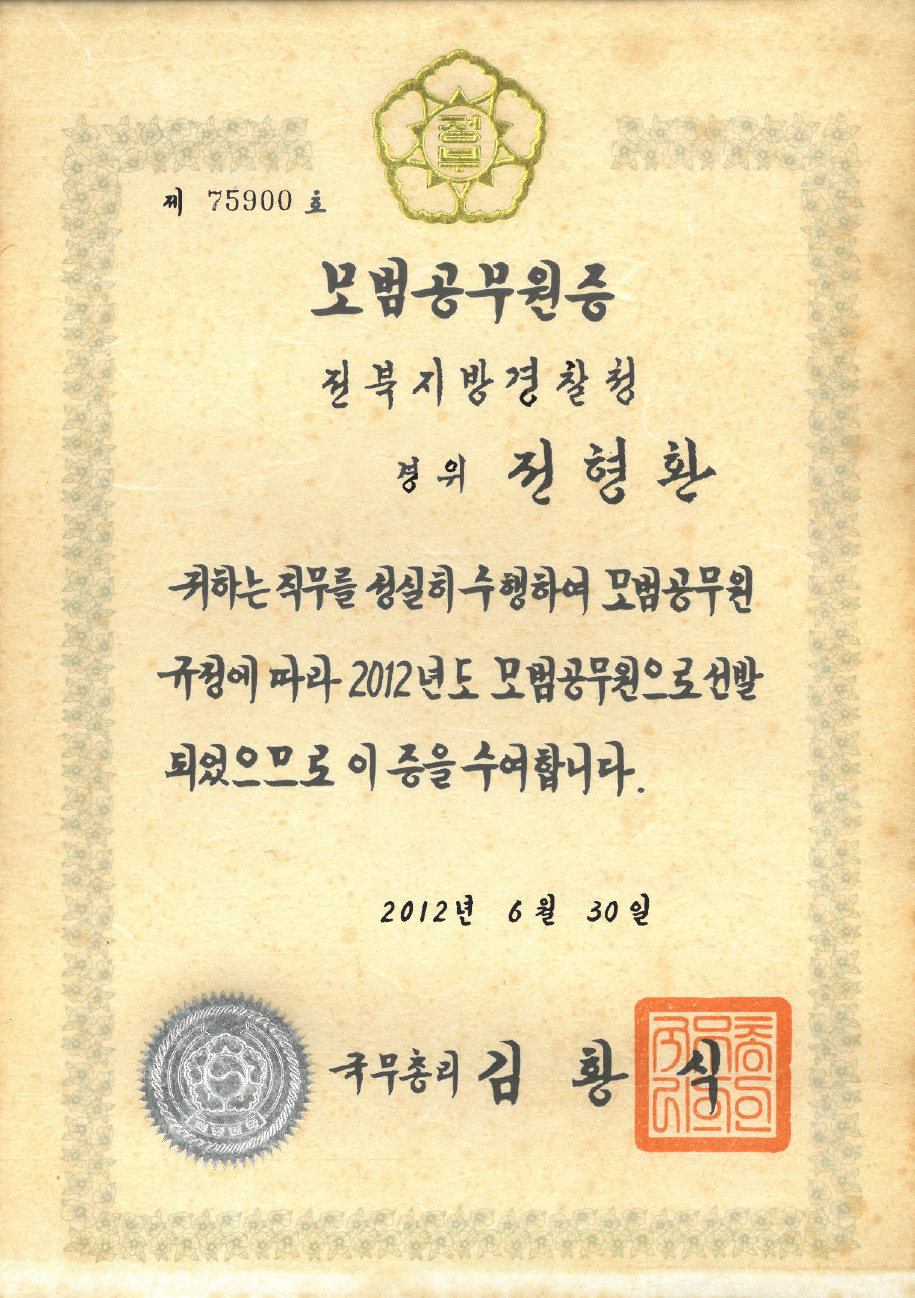 정부
제 75900 호
모범공무원증
전북지방경찰청
경위 전형환
귀하는 직무를 성실히 수행하여 모범공무원
규정에 따라 2012년도 모범공무원으로 선발
되었으므로 이 증을 수여합니다.
2012년 6월 30일
국무총리 김황식